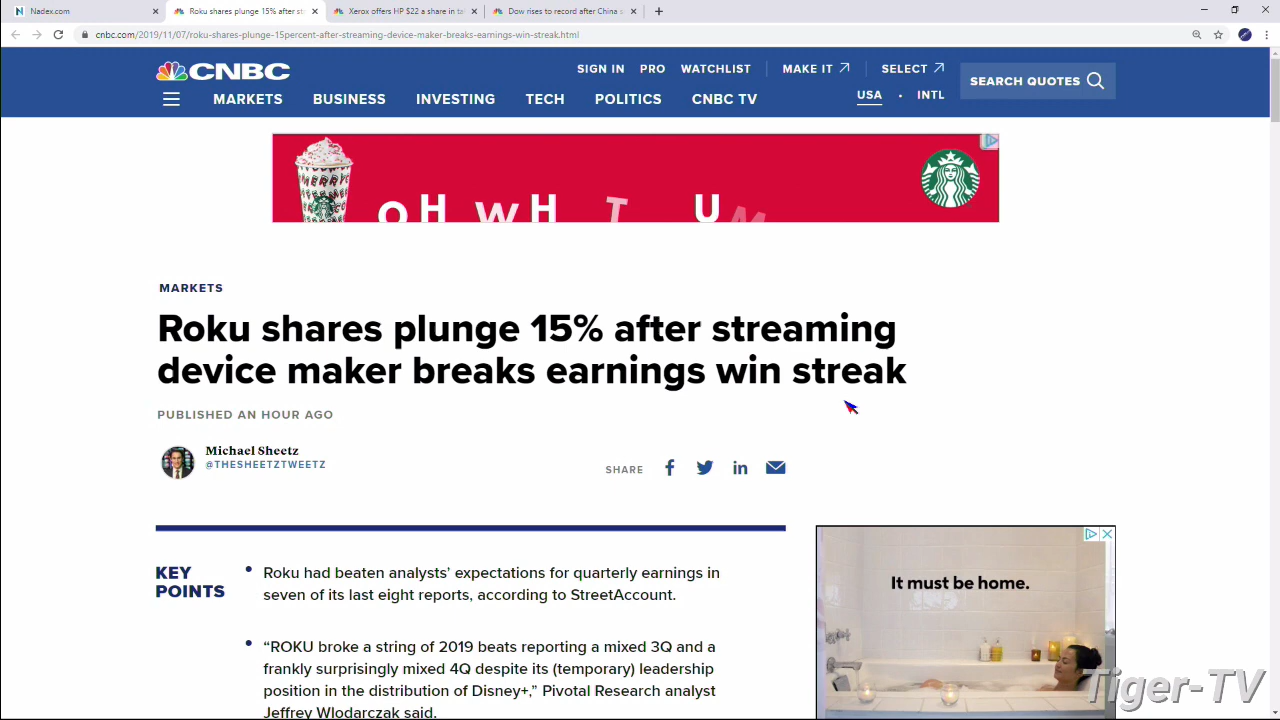 Nadex.com
Roku shares plunge 15% after st
Xerox offers HP $22 a share in ta
Dow rises to record after China s
cnbc.com/2019/11/07/roku-shares-plunge-15percent-after-streaming-device-maker-breaks-earnings-win-streak.html
CNBC
SIGN IN PRO WATCHLIST MAKE IT SELECT
USA • INTL
SEARCH QUOTES
MARKETS BUSINESS INVESTING TECH POLITICS CNBC TV
MERRY
OH WH T UM
MARKETS
Roku shares plunge 15% after streaming
device maker breaks earnings win streak
PUBLISHED AN HOUR AGO
Michael Sheetz
@THESHEETZTWEETZ
SHARE
KEY
POINTS
• Roku had beaten analysts’ expectations for quarterly earnings in
seven of its last eight reports, according to StreetAccount.
• “ROKU broke a string of 2019 beats reporting a mixed 3Q and a
frankly surprisingly mixed 4Q despite its (temporary) leadership
position in the distribution of Disney+,” Pivotal Research analyst
Jeffrey Wlodarczak said.
It must be home.
Tiger-TV